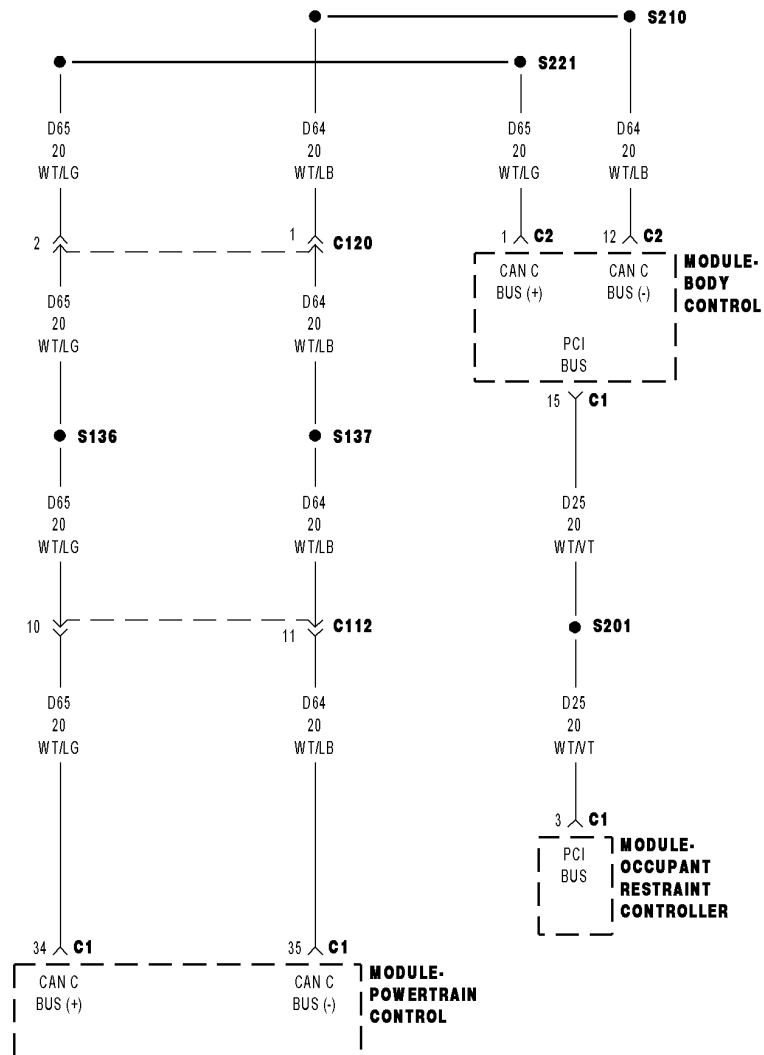 S210
S221
D65
20
WT/LG
D64
20
WT/LB
D65
20
WT/LG
D64
20
WT/LB
2
1
C120
1
C2
12
C2
CAN C
BUS (+)
CAN C
BUS (-)
MODULE-
BODY
CONTROL
D65
20
WT/LG
D64
20
WT/LB
PCI
BUS
15
C1
S136
S137
D65
20
WT/LG
D64
20
WT/LB
D25
20
WT/VT
10
11
C112
S201
D65
20
WT/LG
D64
20
WT/LB
D25
20
WT/VT
3
C1
PCI
BUS
MODULE-
OCCUPANT
RESTRAINT
CONTROLLER
34
C1
35
C1
CAN C
BUS (+)
CAN C
BUS (-)
MODULE-
POWERTRAIN
CONTROL